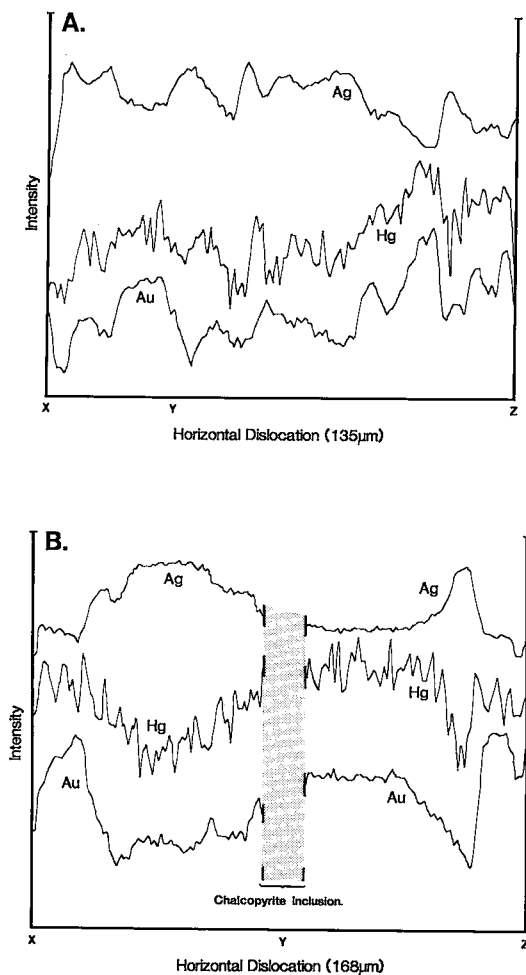 A.
Ag
Hg
Au
Intensity
X Y Z
Horizontal Dislocation (135µm)
B.
Ag
Ag
Hg
Hg
Au
Au
Intensity
Chalcopyrite Inclusion.
X Y Z
Horizontal Dislocation (168µm)